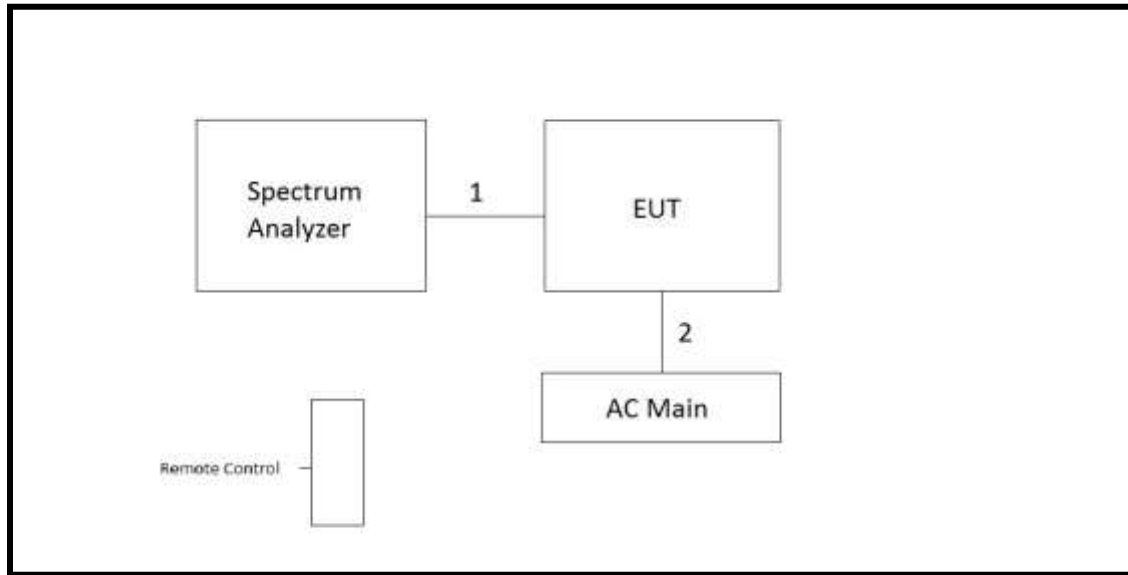 Spectrum
Analyzer
1
EUT
2
AC Main
Remote Control